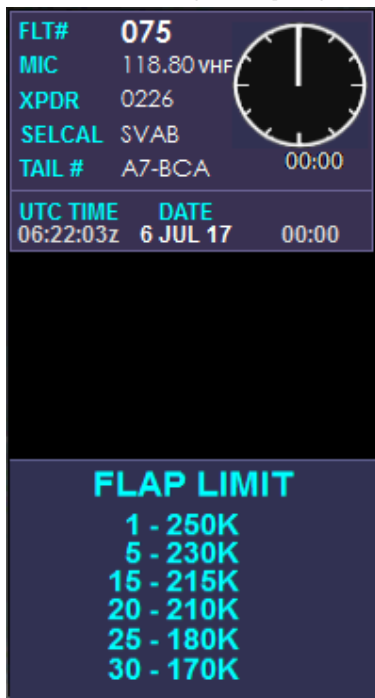 FLT# 075
MIC 118.80 VHF
XPDR 0226
SELCAL SVAB
TAIL # A7-BCA 00:00
UTC TIME DATE
06:22:03z 6 JUL 17 00:00
FLAP LIMIT
1 - 250K
5 - 230K
15 - 215K
20 - 210K
25 - 180K
30 - 170K